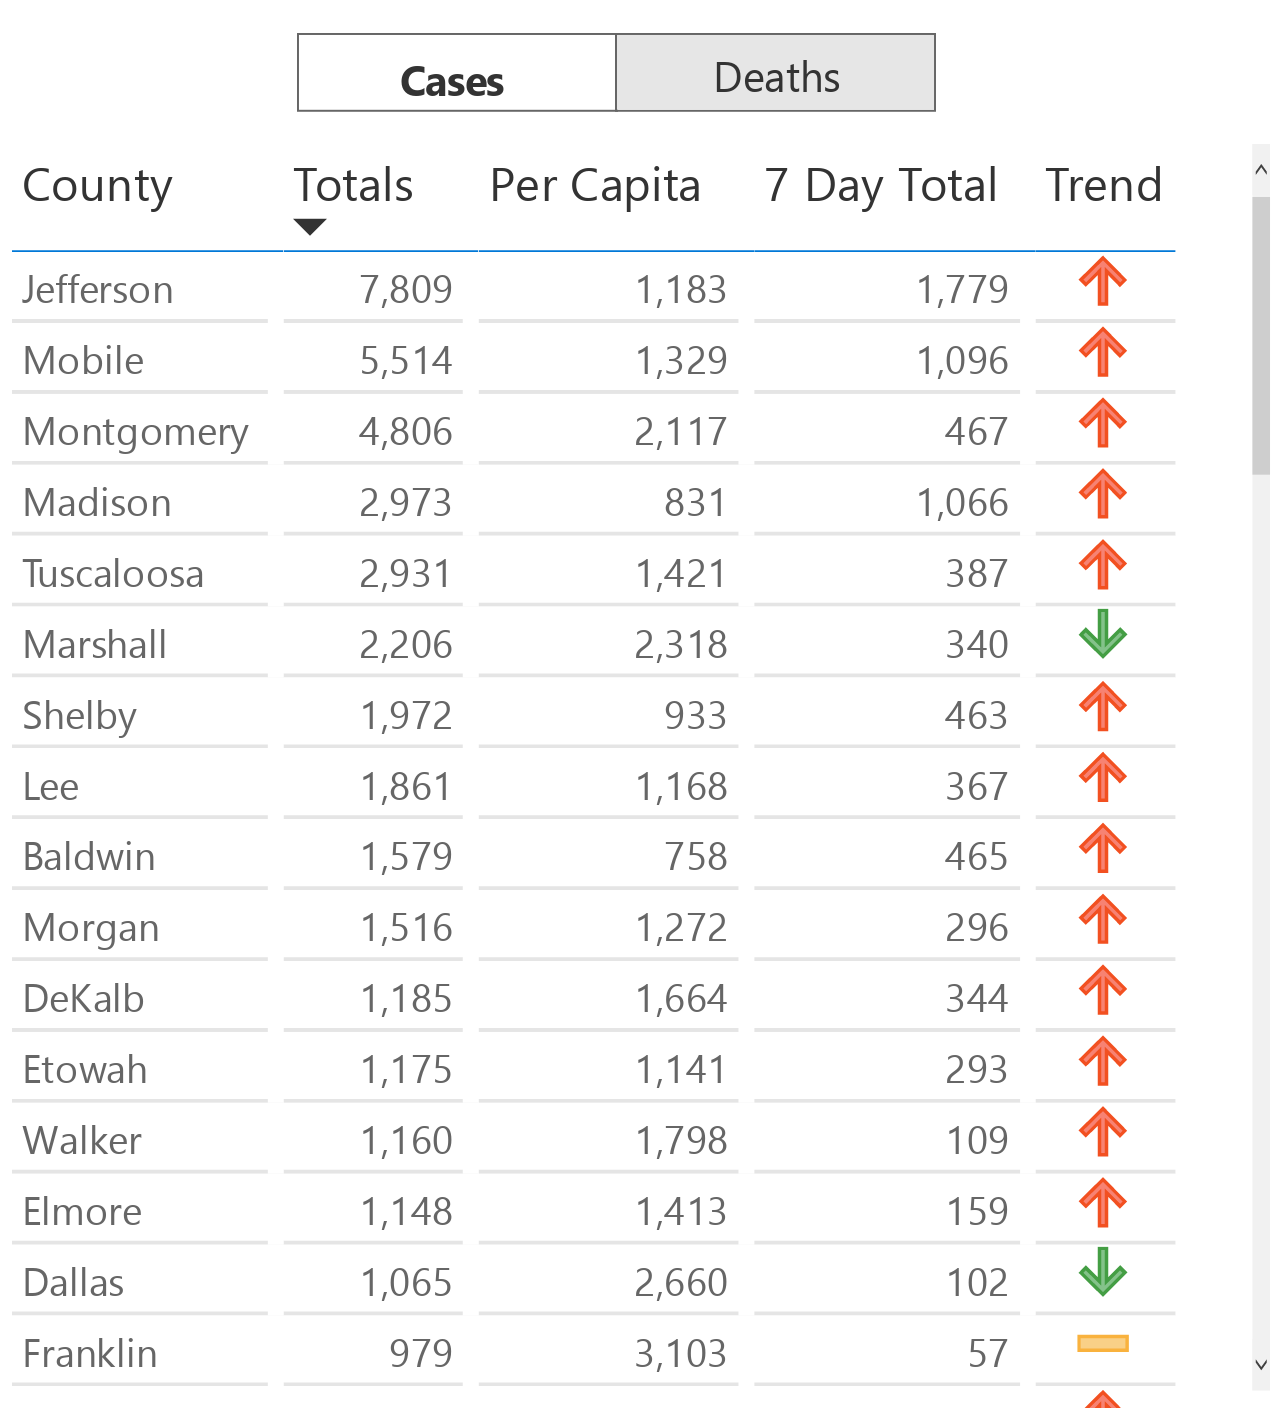 Cases Deaths
County Totals Per Capita 7 Day Total Trend
Jefferson 7,809 1,183 1,779
Mobile 5,514 1,329 1,096
Montgomery 4,806 2,117 467
Madison 2,973 831 1,066
Tuscaloosa 2,931 1,421 387
Marshall 2,206 2,318 340
Shelby 1,972 933 463
Lee 1,861 1,168 367
Baldwin 1,579 758 465
Morgan 1,516 1,272 296
DeKalb 1,185 1,664 344
Etowah 1,175 1,141 293
Walker 1,160 1,798 109
Elmore 1,148 1,413 159
Dallas 1,065 2,660 102
Franklin 979 3,103 57